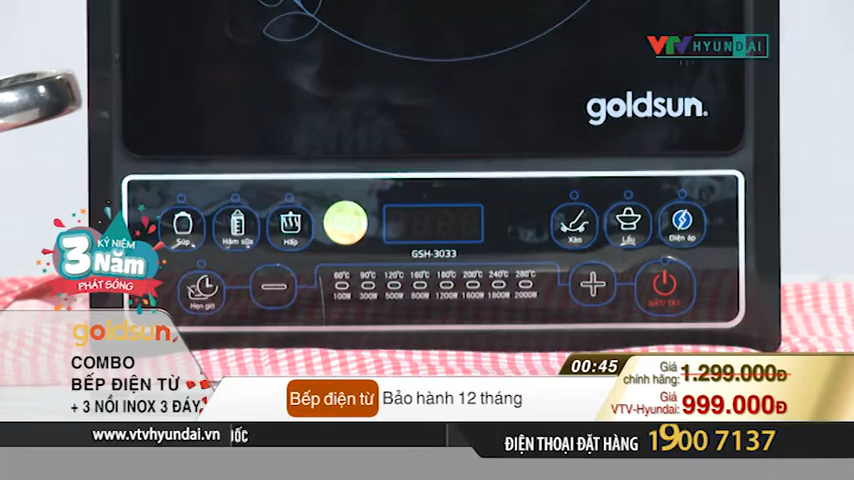 VTV HYUNDAI
goldsun.
Súp
Hâm sữa
Hấp
Xào
Lẩu
Điện áp
GSH-3033
60°C 90°C 120°C 160°C 180°C 200°C 240°C 280°C
100W 300W 500W 800W 1200W 1600W 1800W 2000W
Hẹn giờ
BẬT/TẮT
KỶ NIỆM
3 Năm
PHÁT SÓNG
goldsun.
COMBO
BẾP ĐIỆN TỪ
+ 3 NỒI INOX 3 ĐÁY
Bếp điện từ Bảo hành 12 tháng
00:45
Giá chính hãng: 1.299.000Đ
Giá VTV-Hyundai: 999.000Đ
www.vtvhyundai.vn
ĐIỆN THOẠI ĐẶT HÀNG 1900 7137